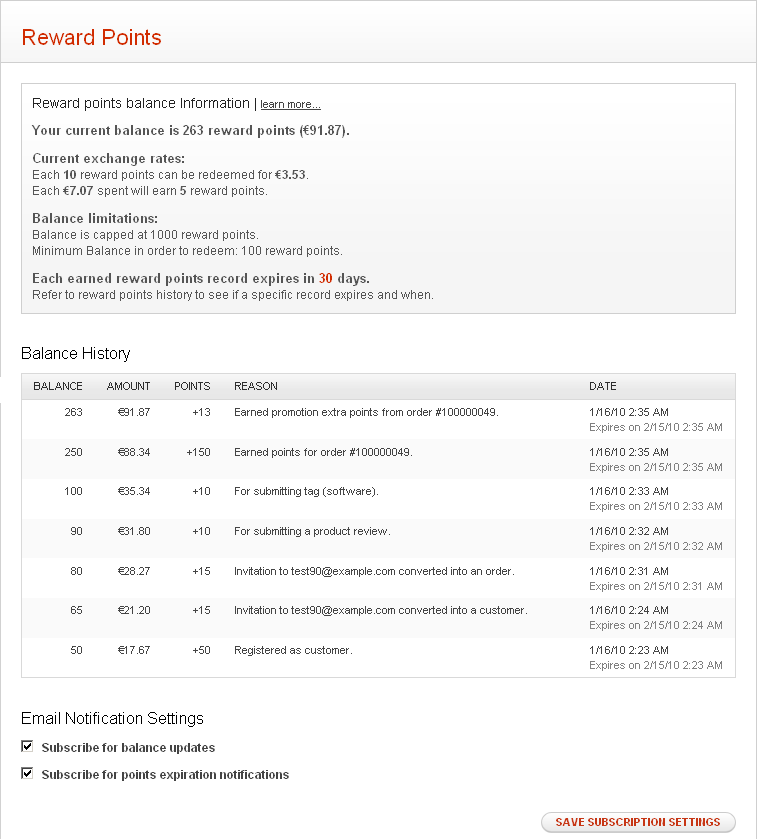 Reward Points
Reward points balance Information | learn more...
Your current balance is 263 reward points (€91.87).
Current exchange rates:
Each 10 reward points can be redeemed for €3.53.
Each €7.07 spent will earn 5 reward points.
Balance limitations:
Balance is capped at 1000 reward points.
Minimum Balance in order to redeem: 100 reward points.
Each earned reward points record expires in 30 days.
Refer to reward points history to see if a specific record expires and when.
Balance History
BALANCE AMOUNT POINTS REASON DATE
263 €91.87 +13 Earned promotion extra points from order #100000049. 1/16/10 2:35 AM
Expires on 2/15/10 2:35 AM
250 €88.34 +150 Earned points for order #100000049. 1/16/10 2:35 AM
Expires on 2/15/10 2:35 AM
100 €35.34 +10 For submitting tag (software). 1/16/10 2:33 AM
Expires on 2/15/10 2:33 AM
90 €31.80 +10 For submitting a product review. 1/16/10 2:32 AM
Expires on 2/15/10 2:32 AM
80 €28.27 +15 Invitation to test90@example.com converted into an order. 1/16/10 2:31 AM
Expires on 2/15/10 2:31 AM
65 €21.20 +15 Invitation to test90@example.com converted into a customer. 1/16/10 2:24 AM
Expires on 2/15/10 2:24 AM
50 €17.67 +50 Registered as customer. 1/16/10 2:23 AM
Expires on 2/15/10 2:23 AM
Email Notification Settings
Subscribe for balance updates
Subscribe for points expiration notifications
SAVE SUBSCRIPTION SETTINGS